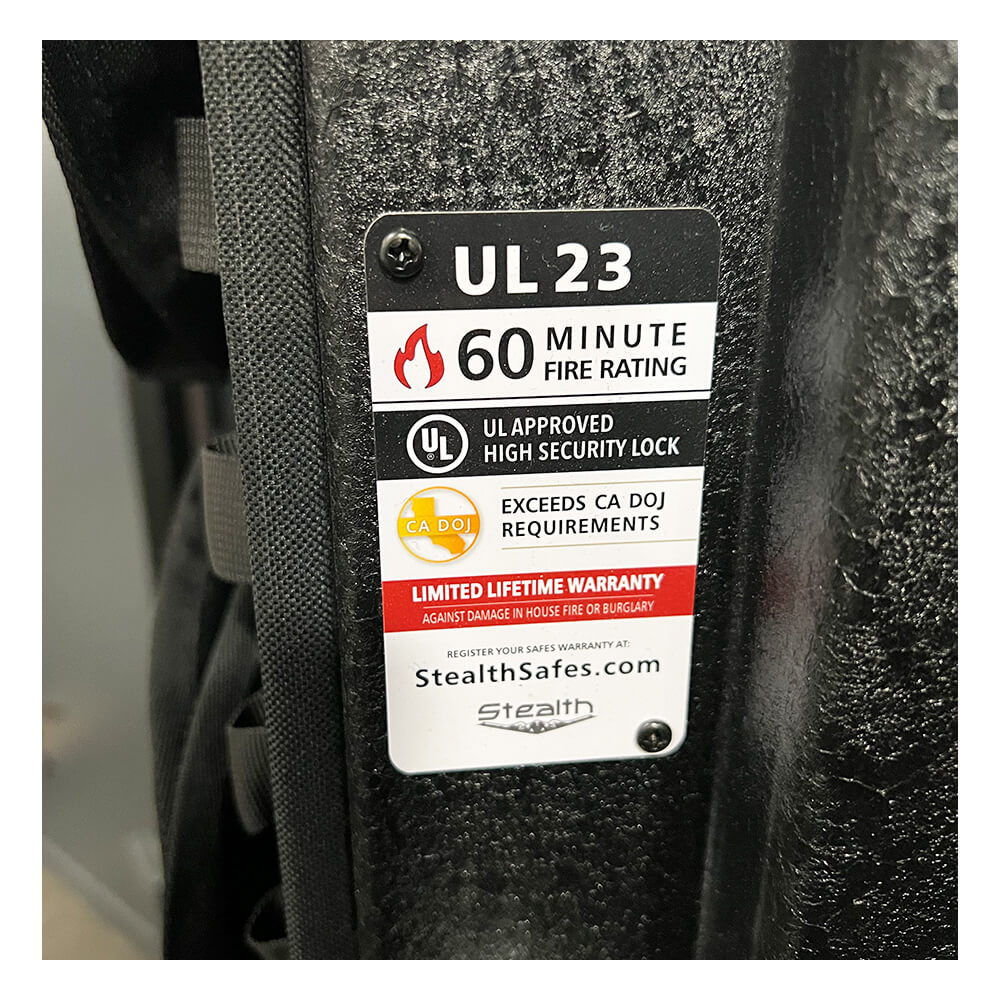 UL 23
60 MINUTE
FIRE RATING
UL
®
UL APPROVED
HIGH SECURITY LOCK
CA DOJ
EXCEEDS CA DOJ
REQUIREMENTS
LIMITED LIFETIME WARRANTY
AGAINST DAMAGE IN HOUSE FIRE OR BURGLARY
REGISTER YOUR SAFES WARRANTY AT:
StealthSafes.com
Stealth